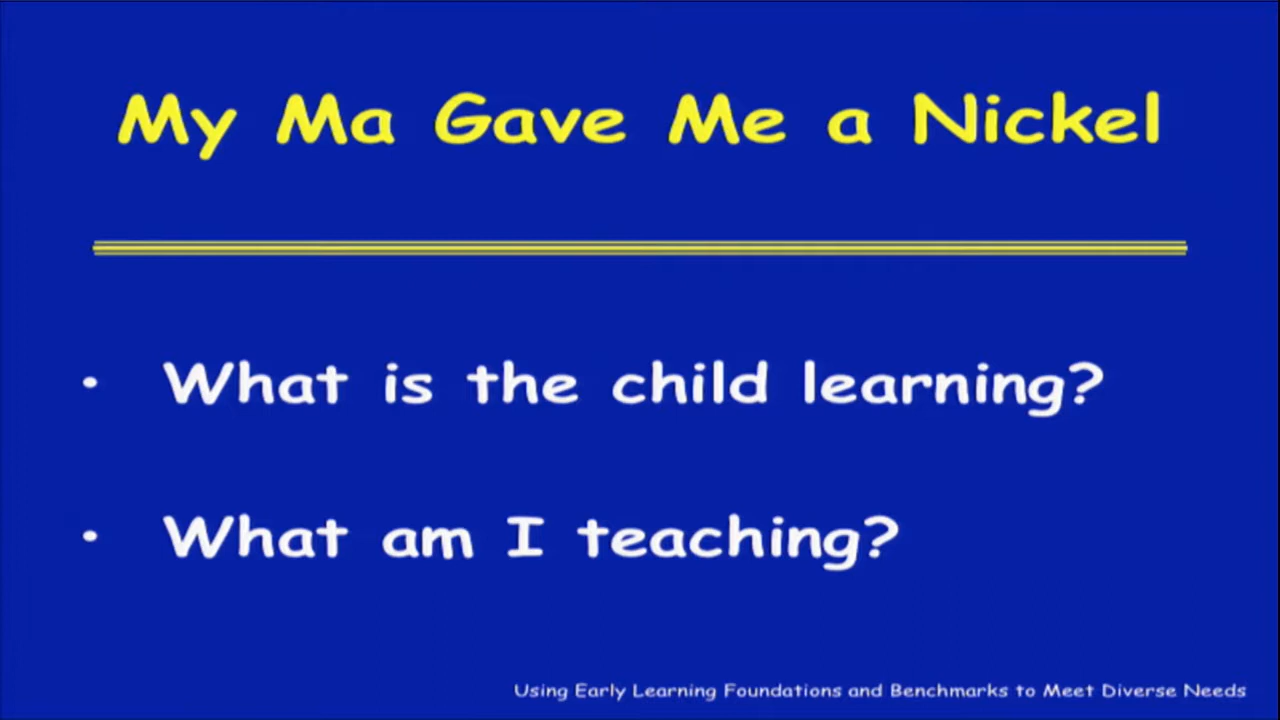 My Ma Gave Me a Nickel
• What is the child learning?
• What am I teaching?
Using Early Learning Foundations and Benchmarks to Meet Diverse Needs